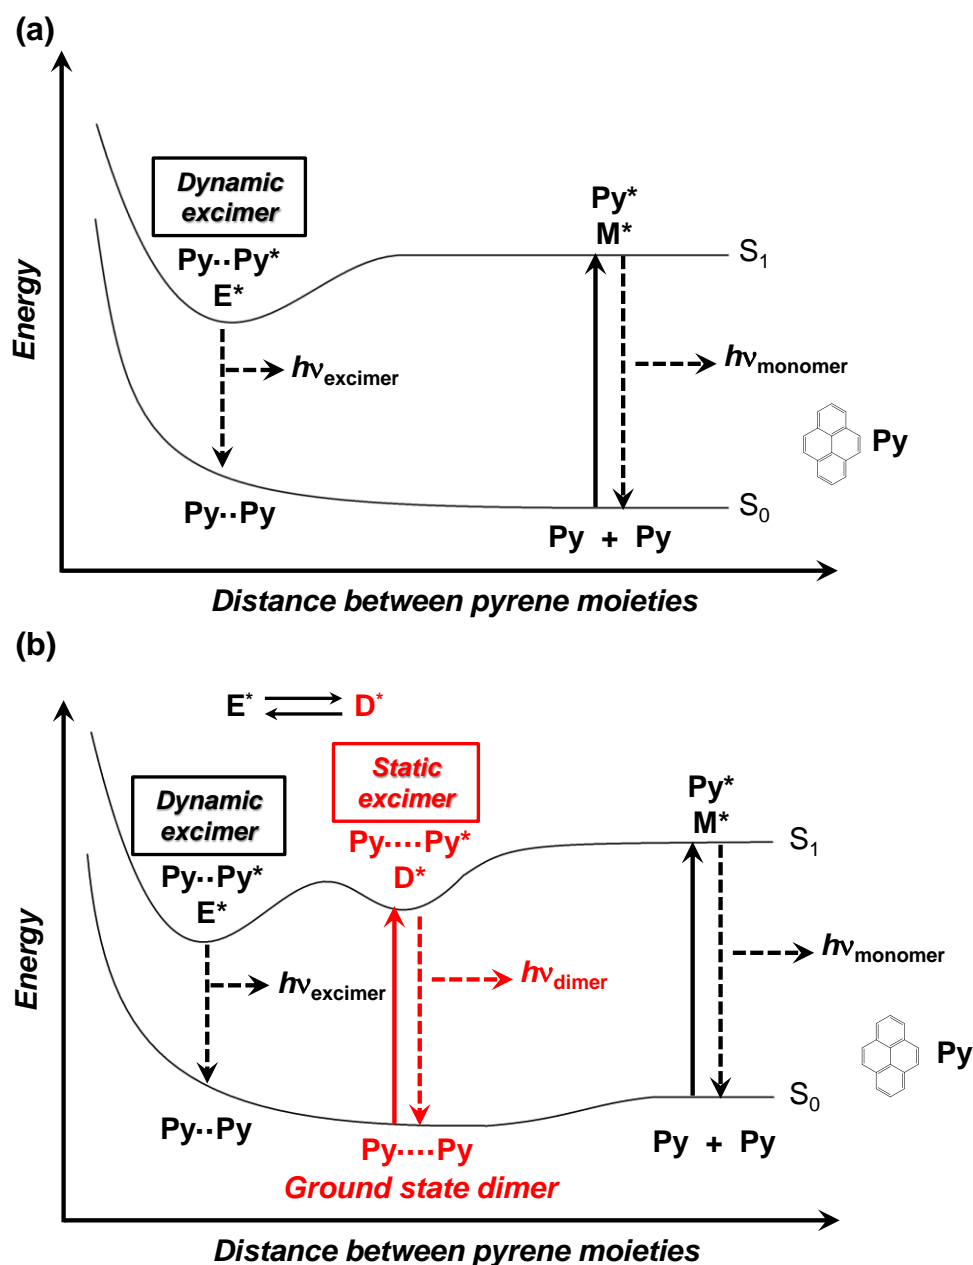 (a)
Energy
Dynamic
excimer
Py··Py*
E*
hνexcimer
Py··Py
Py*
M*
S1
hνmonomer
Py
S0
Py + Py
Distance between pyrene moieties
(b)
E* D*
Energy
Dynamic
excimer
Py··Py*
E*
hνexcimer
Py··Py
Static
excimer
Py····Py*
D*
hνdimer
Py····Py
Ground state dimer
Py*
M*
S1
hνmonomer
Py
S0
Py + Py
Distance between pyrene moieties